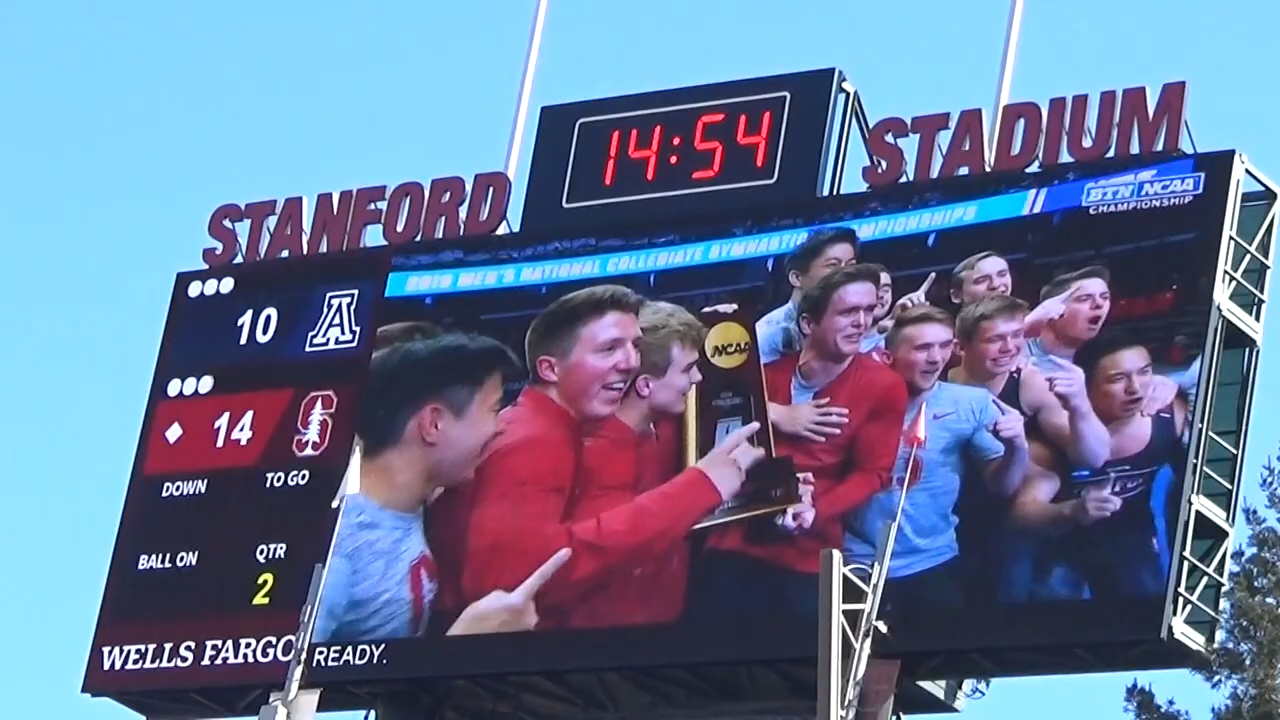 STANFORD STADIUM
14:54
2019 MEN'S NATIONAL COLLEGIATE GYMNASTICS CHAMPIONSHIPS
BTN NCAA
CHAMPIONSHIP
10 A
14 S
NCAA
DOWN TO GO
BALL ON QTR
2
WELLS FARGO READY.